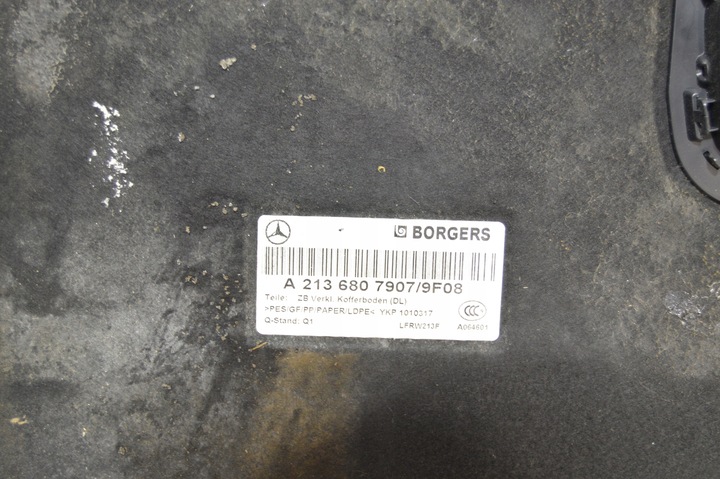 BORGERS
A 213 680 7907/9F08
Teile: ZB Verkl. Kofferboden (DL)
>PES/GF/PP/PAPER/LDPE< YKP 1010317
Q-Stand: Q1 LFRW213P A064601